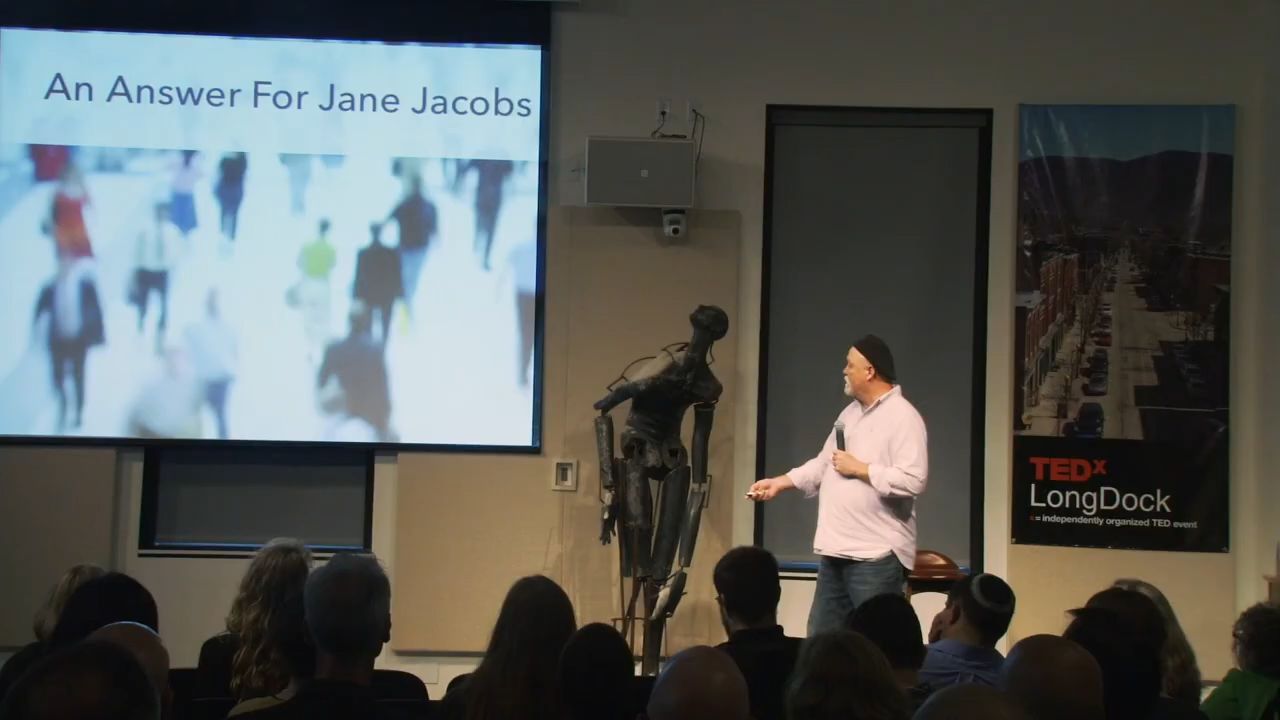 An Answer For Jane Jacobs
TEDx
LongDock
x = independently organized TED event